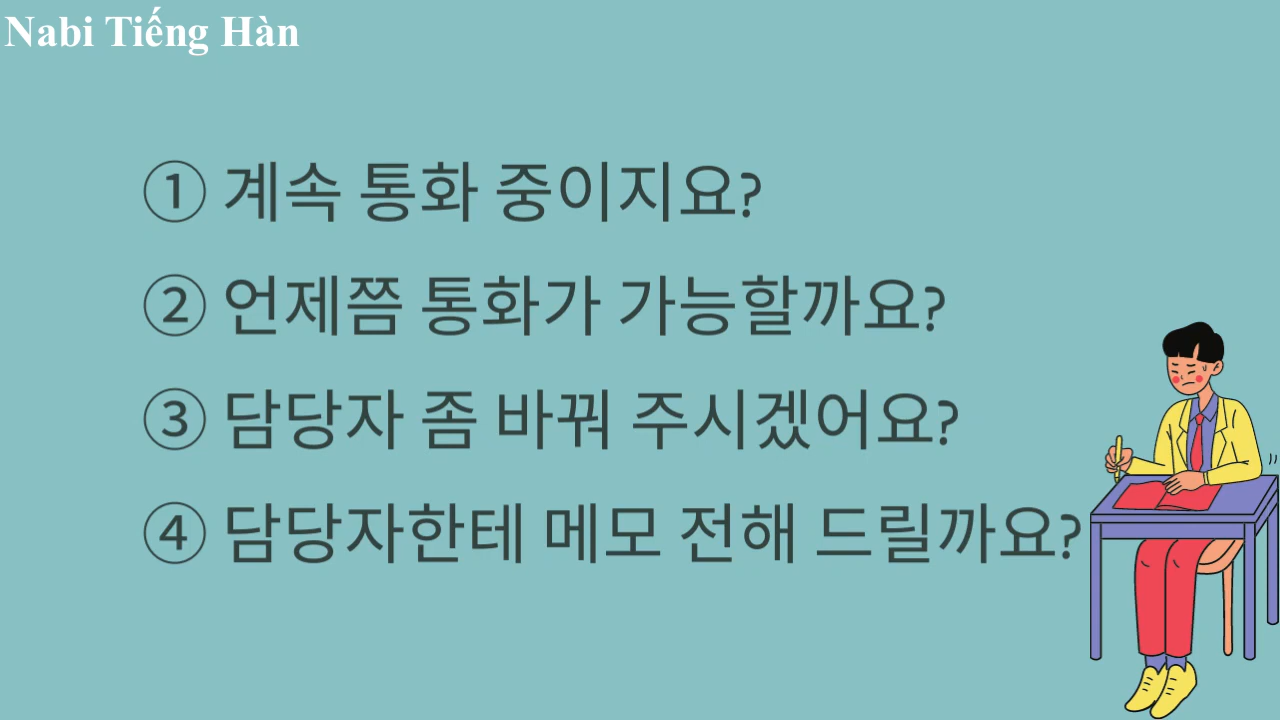 Nabi Tiếng Hàn
① 계속 통화 중이지요?
② 언제쯤 통화가 가능할까요?
③ 담당자 좀 바꿔 주시겠어요?
④ 담당자한테 메모 전해 드릴까요?